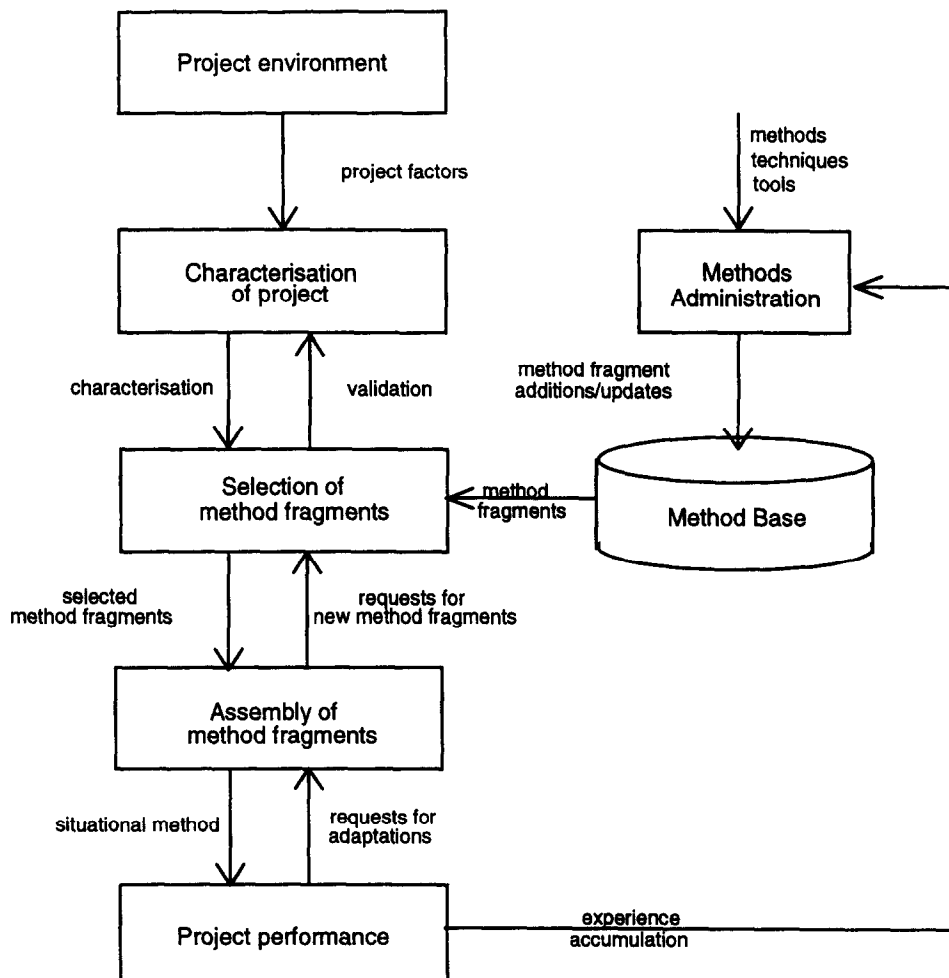 Project environment
project factors
methods
techniques
tools
Characterisation
of project
Methods
Administration
characterisation
validation
method fragment
additions/updates
Selection of
method fragments
method
fragments
Method Base
selected
method fragments
requests for
new method fragments
Assembly of
method fragments
situational method
requests for
adaptations
Project performance
experience
accumulation